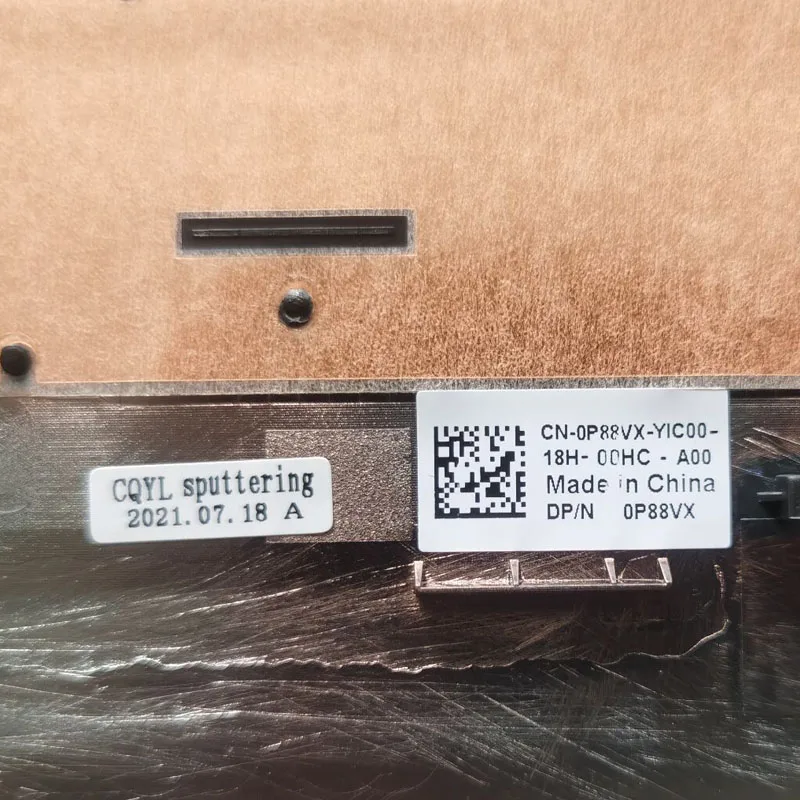 CQYL sputtering
2021.07.18 A
CN-0P88VX-YIC00-
18H-00HC-A00
Made in China
DP/N 0P88VX